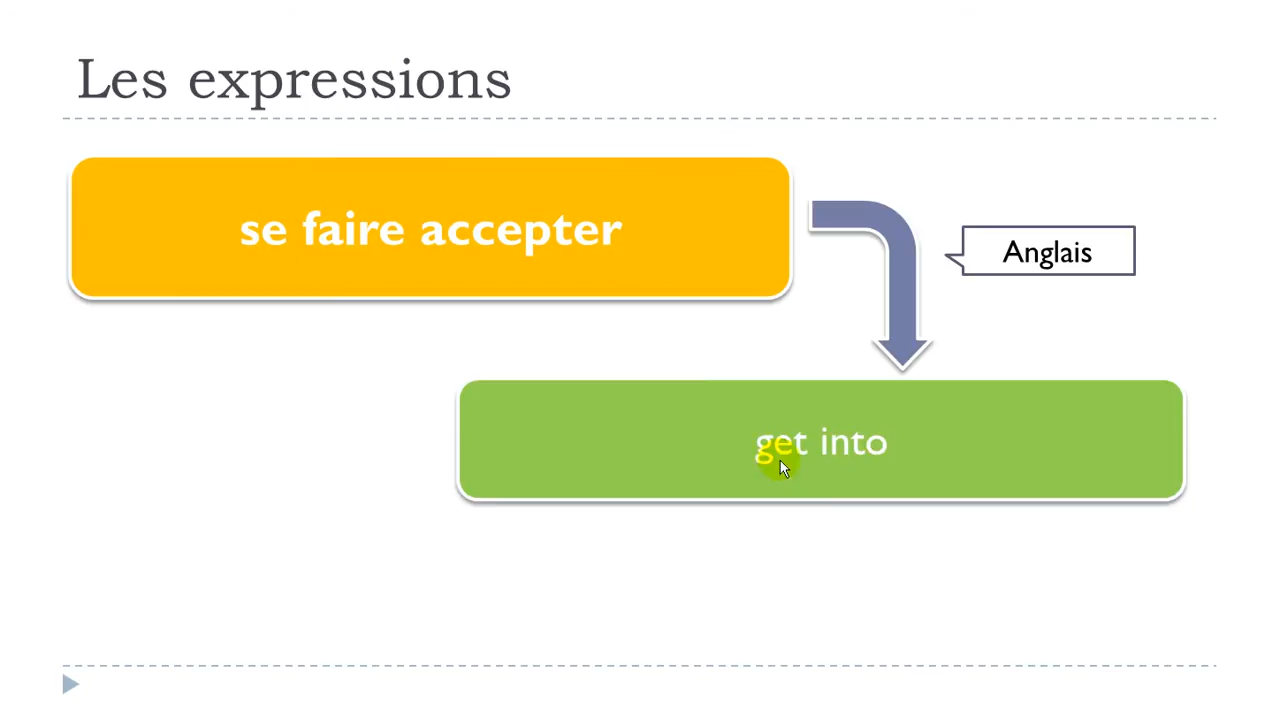 Les expressions
se faire accepter
Anglais
get into